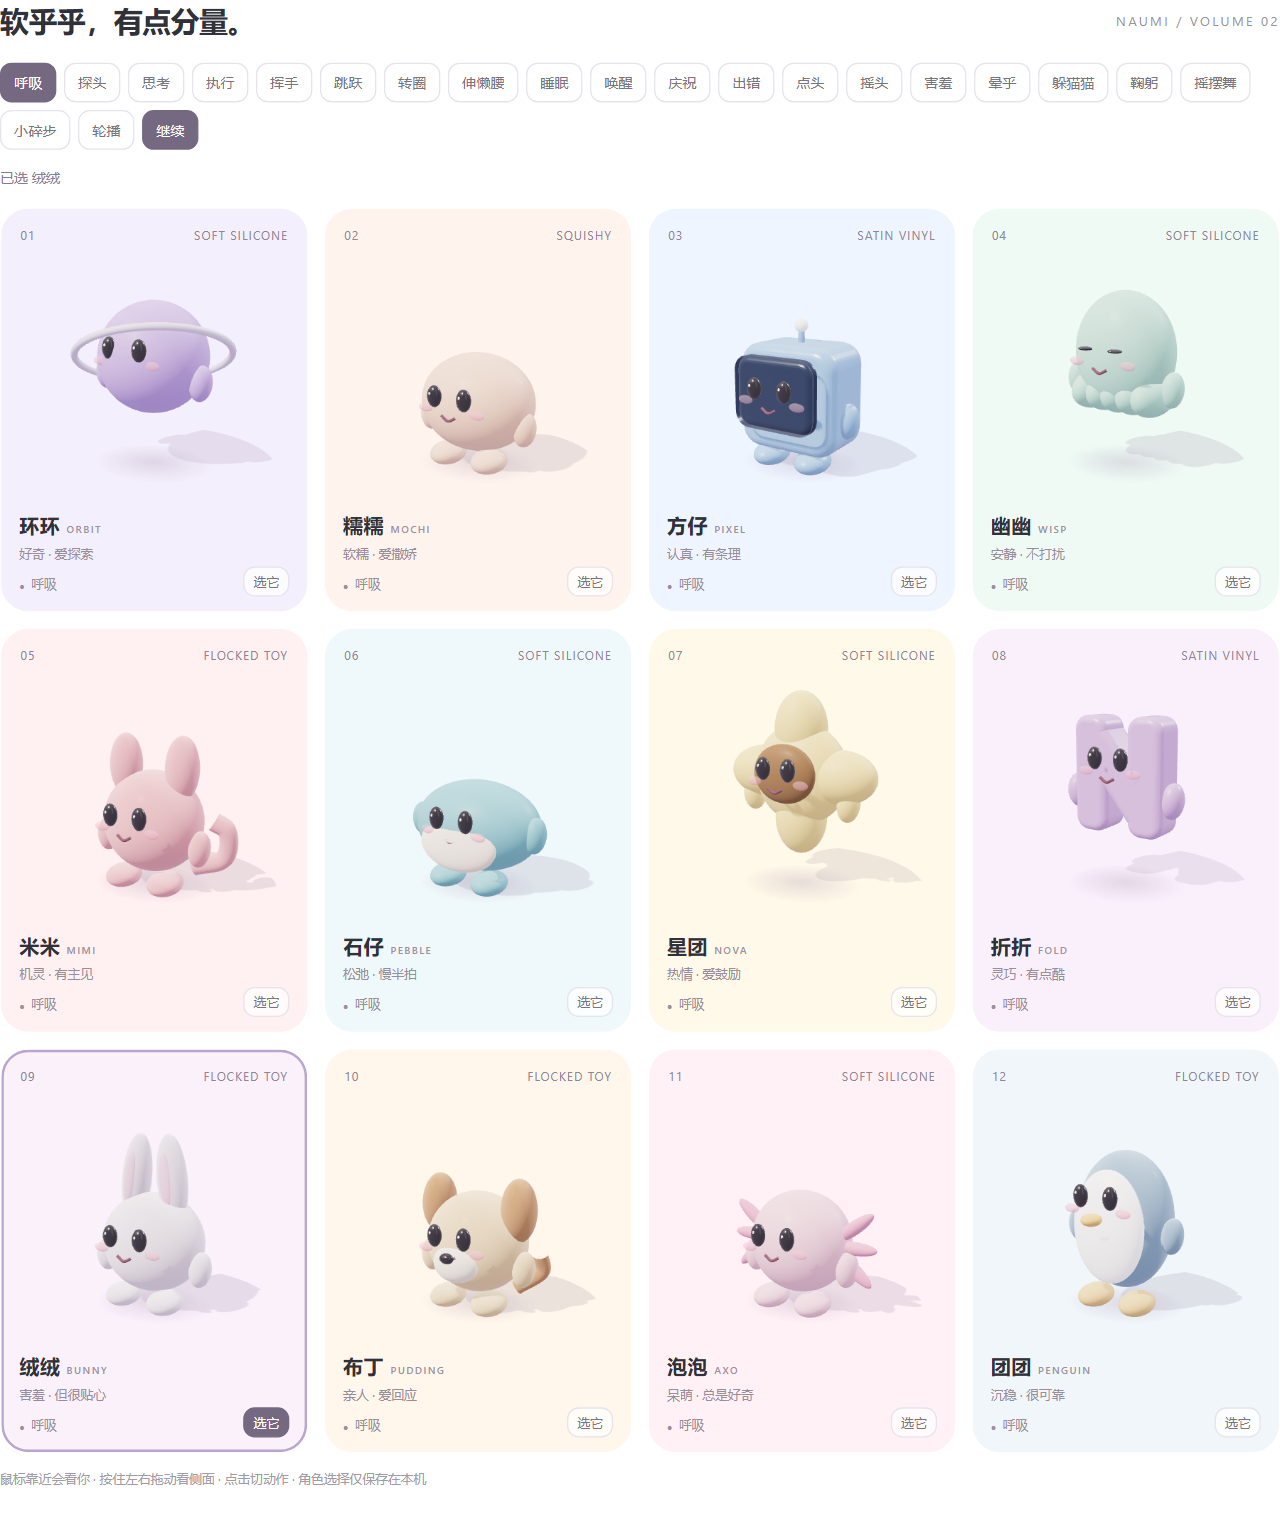 软乎乎，有点分量。
NAUMI / VOLUME 02
呼吸 探头 思考 执行 挥手 跳跃 转圈 伸懒腰 睡眠 唤醒 庆祝 出错 点头 摇头 害羞 晕乎 躲猫猫 鞠躬 摇摆舞
小碎步 轮播 继续
已选 绒绒
01 SOFT SILICONE
环环 ORBIT
好奇 · 爱探索
• 呼吸 选它
02 SQUISHY
糯糯 MOCHI
软糯 · 爱撒娇
• 呼吸 选它
03 SATIN VINYL
方仔 PIXEL
认真 · 有条理
• 呼吸 选它
04 SOFT SILICONE
幽幽 WISP
安静 · 不打扰
• 呼吸 选它
05 FLOCKED TOY
米米 MIMI
机灵 · 有主见
• 呼吸 选它
06 SOFT SILICONE
石仔 PEBBLE
松弛 · 慢半拍
• 呼吸 选它
07 SOFT SILICONE
星团 NOVA
热情 · 爱鼓励
• 呼吸 选它
08 SATIN VINYL
折折 FOLD
灵巧 · 有点酷
• 呼吸 选它
09 FLOCKED TOY
绒绒 BUNNY
害羞 · 但很贴心
• 呼吸 选它
10 FLOCKED TOY
布丁 PUDDING
亲人 · 爱回应
• 呼吸 选它
11 SOFT SILICONE
泡泡 AXO
呆萌 · 总是好奇
• 呼吸 选它
12 FLOCKED TOY
团团 PENGUIN
沉稳 · 很可靠
• 呼吸 选它
鼠标靠近会看你 · 按住左右拖动看侧面 · 点击切动作 · 角色选择仅保存在本机